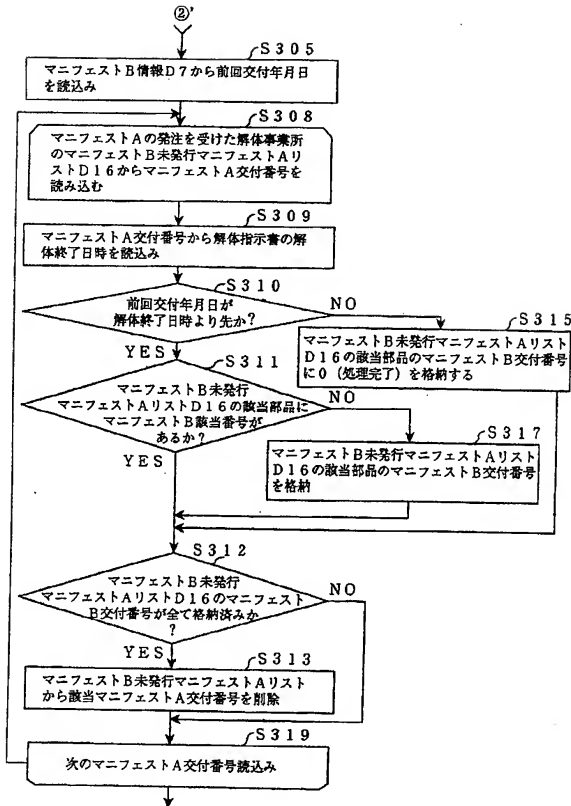 ②'
S305
マニフェストB情報D7から前回交付年月日
を読込み
S308
マニフェストAの発注を受けた解体事業所
のマニフェストB未発行マニフェストAリ
ストD16からマニフェストA交付番号を
読み込む
S309
マニフェストA交付番号から解体指示書の解
体終了日時を読込み
S310
前回交付年月日が
解体終了日時より先か?
NO
YES
S315
マニフェストB未発行マニフェストAリスト
D16の該当部品のマニフェストB交付番号
に0(処理完了)を格納する
S311
マニフェストB未発行
マニフェストAリストD16の該当部品に
マニフェストB該当番号が
あるか?
NO
YES
S317
マニフェストB未発行マニフェストAリスト
D16の該当部品のマニフェストB交付番号
を格納
S312
マニフェストB未発行
マニフェストAリストD16のマニフェスト
B交付番号が全て格納済みか
?
NO
YES
S313
マニフェストB未発行マニフェストAリスト
から該当マニフェストA交付番号を削除
S319
次のマニフェストA交付番号読込み